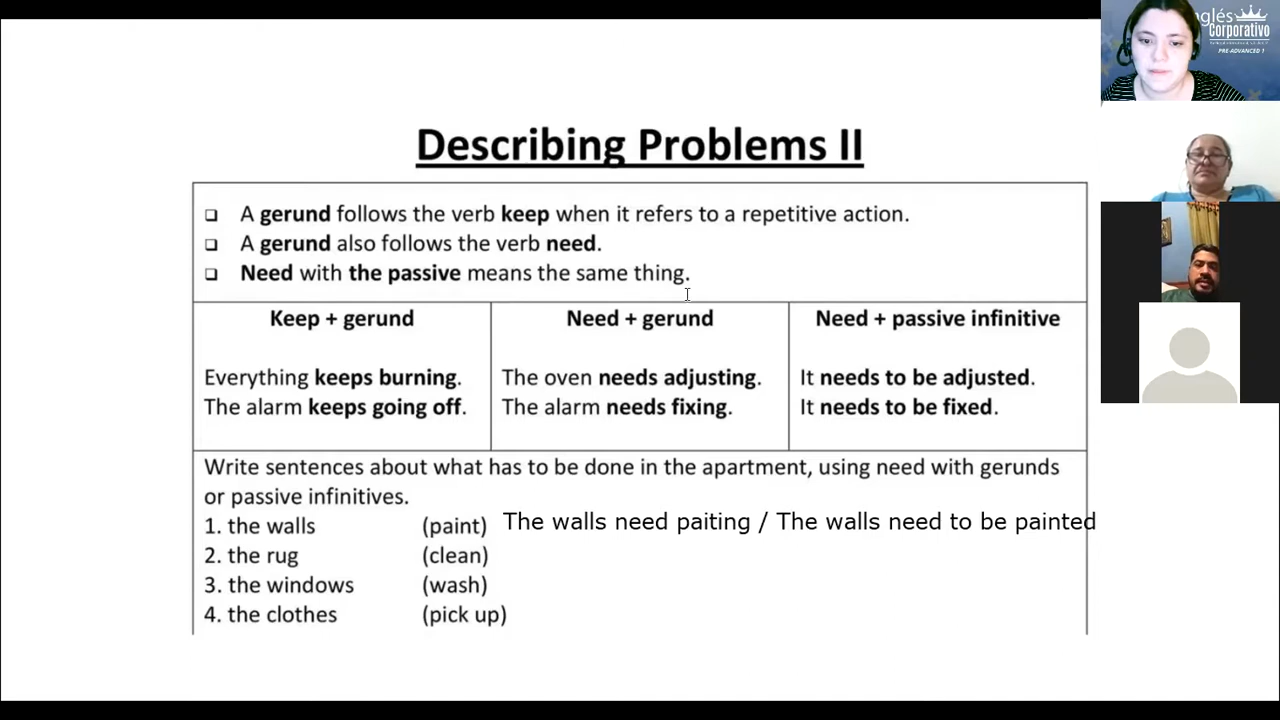 Describing Problems II
❑ A gerund follows the verb keep when it refers to a repetitive action.
❑ A gerund also follows the verb need.
❑ Need with the passive means the same thing.
Keep + gerund
Everything keeps burning.
The alarm keeps going off.
Need + gerund
The oven needs adjusting.
The alarm needs fixing.
Need + passive infinitive
It needs to be adjusted.
It needs to be fixed.
Write sentences about what has to be done in the apartment, using need with gerunds
or passive infinitives.
1. the walls (paint) The walls need paiting / The walls need to be painted
2. the rug (clean)
3. the windows (wash)
4. the clothes (pick up)
Corporativo
PRE-ADVANCED 1